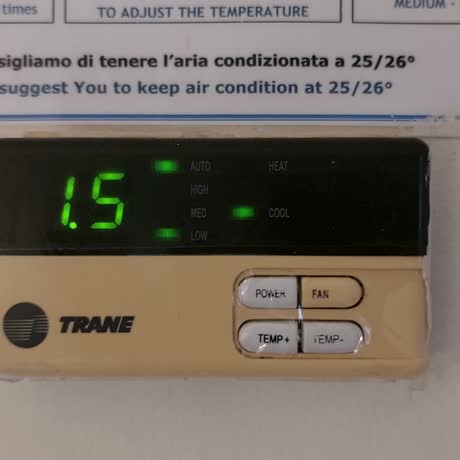 times
TO ADJUST THE TEMPERATURE
MEDIUM -
sigliamo di tenere l'aria condizionata a 25/26°
suggest You to keep air condition at 25/26°
1.5
AUTO HEAT
HIGH
MED COOL
LOW
POWER FAN
TRANE
TEMP+ TEMP-